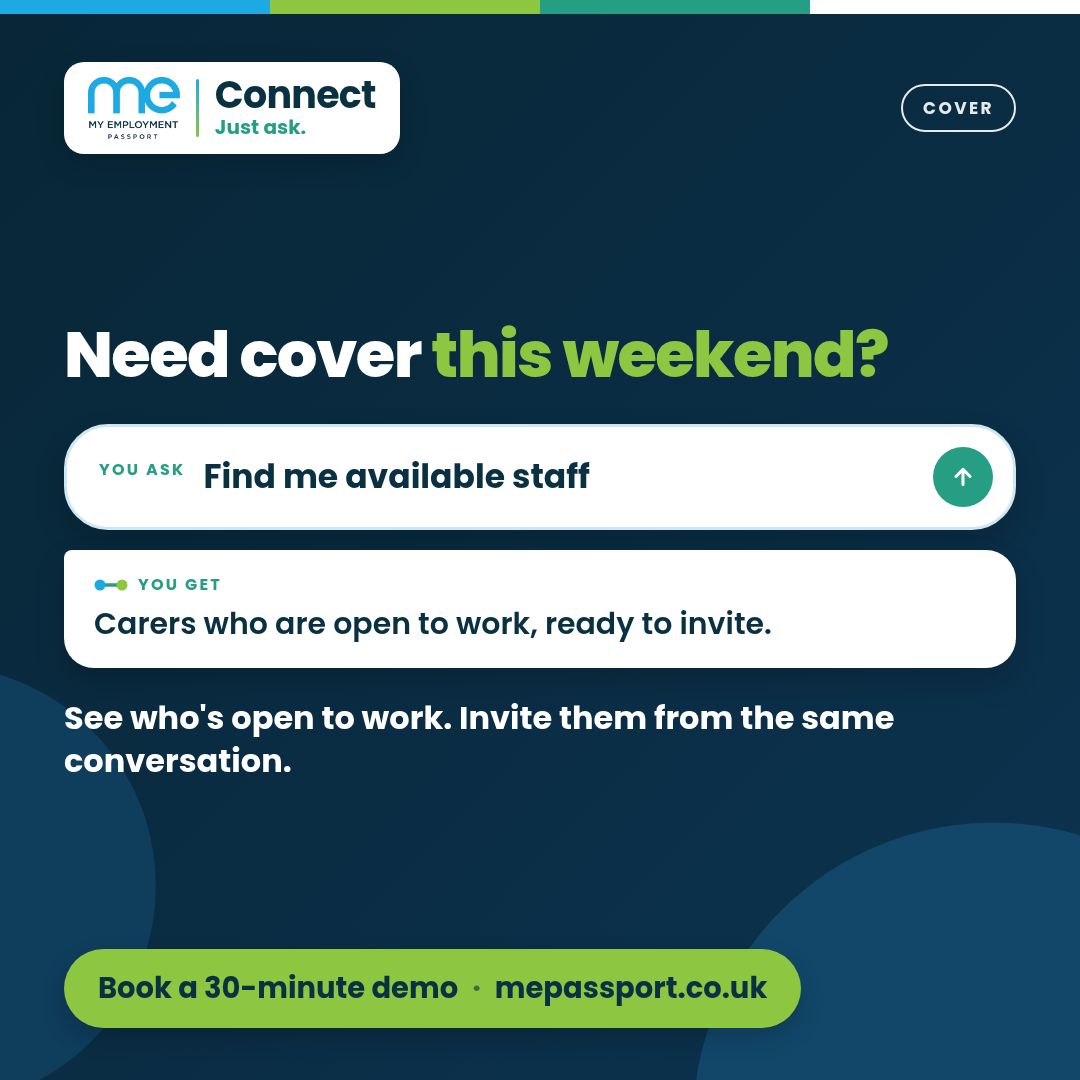 me
MY EMPLOYMENT
PASSPORT
Connect
Just ask.
COVER
Need cover this weekend?
YOU ASK Find me available staff
YOU GET
Carers who are open to work, ready to invite.
See who's open to work. Invite them from the same
conversation.
Book a 30-minute demo · mepassport.co.uk